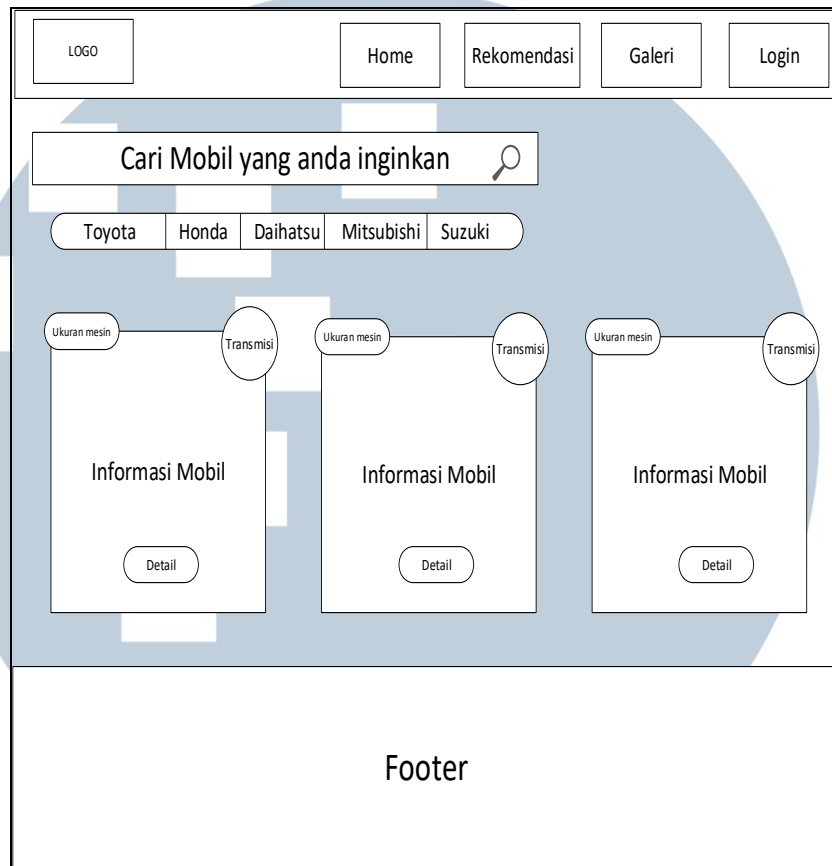 LOGO
Home
Rekomendasi
Galeri
Login
Cari Mobil yang anda inginkan
Toyota
Honda
Daihatsu
Mitsubishi
Suzuki
Ukuran mesin
Transmisi
Informasi Mobil
Detail
Ukuran mesin
Transmisi
Informasi Mobil
Detail
Ukuran mesin
Transmisi
Informasi Mobil
Detail
Footer